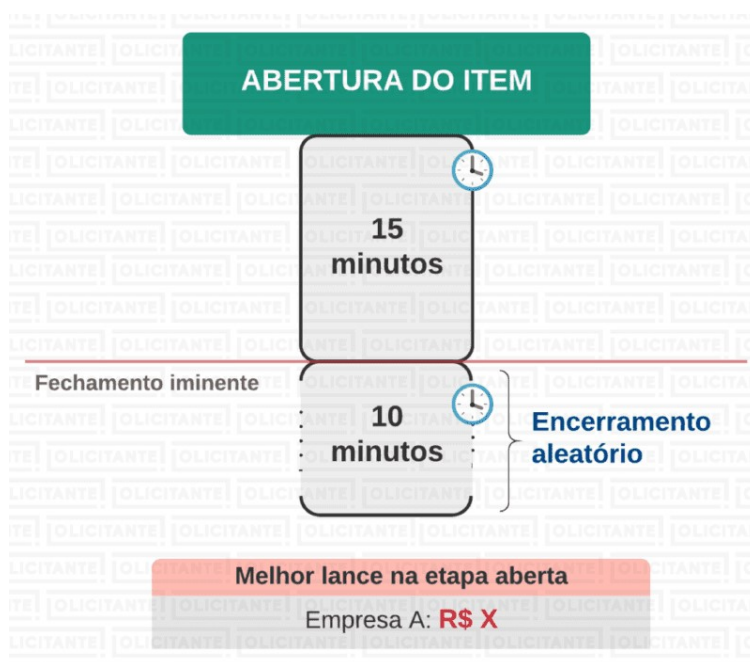 ABERTURA DO ITEM
15
minutos
Fechamento iminente
10
minutos
Encerramento
aleatório
Melhor lance na etapa aberta
Empresa A: R$ X